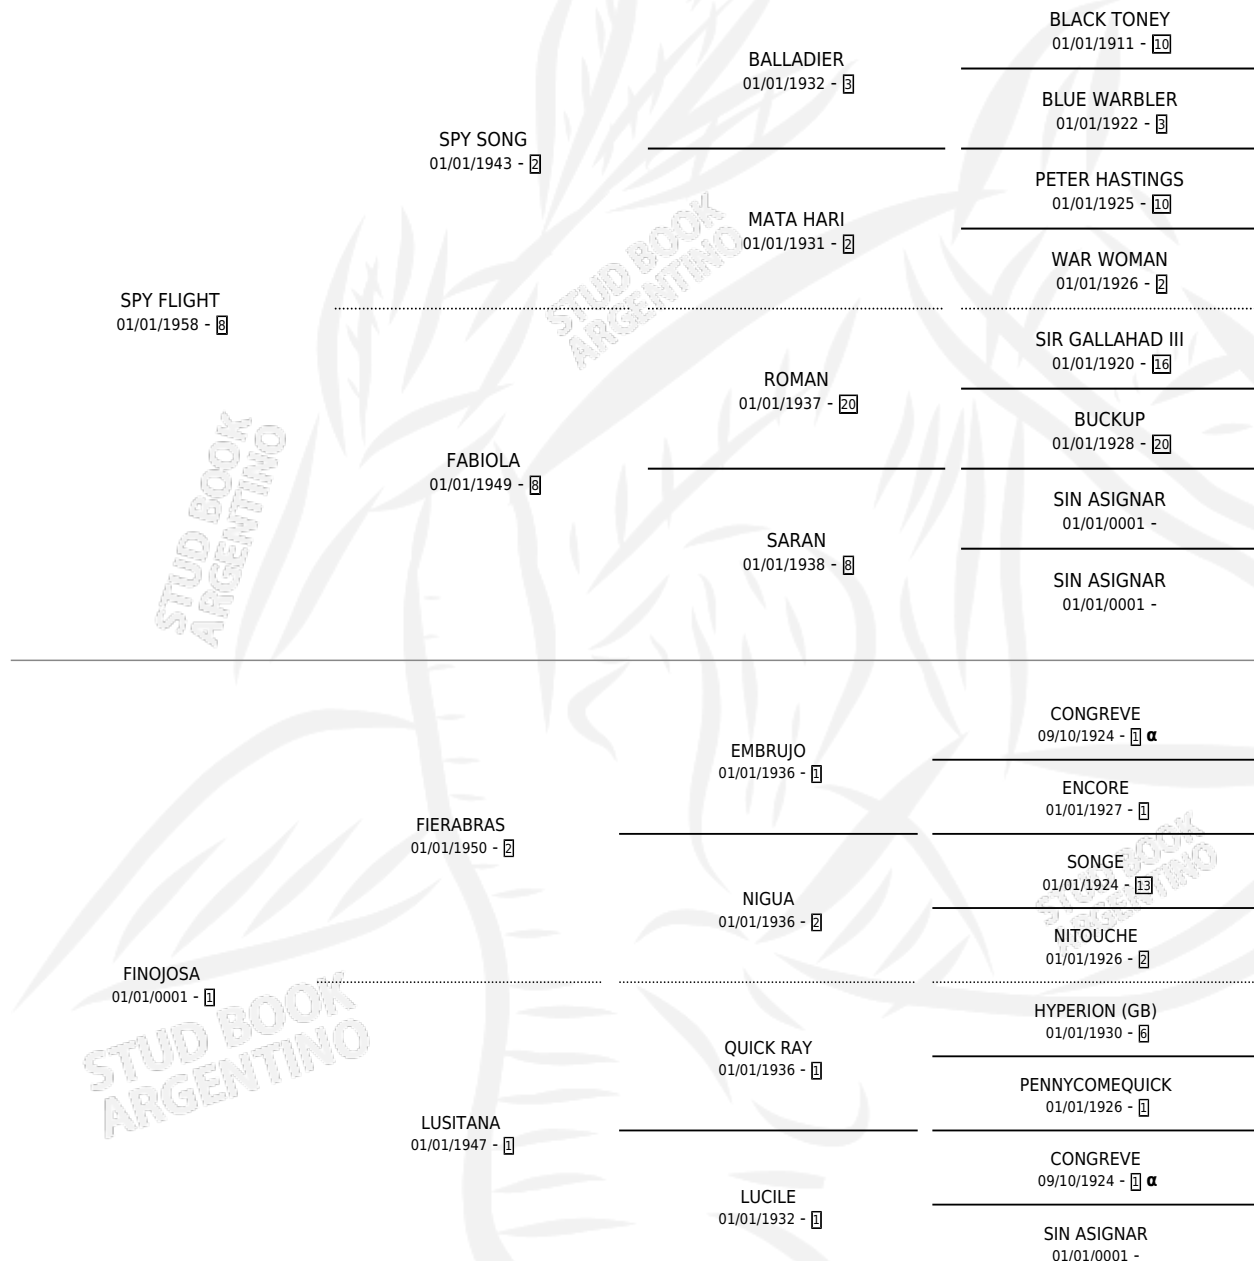 BLACK TONEY
01/01/1911 - 10
BALLADIER
01/01/1932 - 3
BLUE WARBLER
01/01/1922 - 3
SPY SONG
01/01/1943 - 2
PETER HASTINGS
01/01/1925 - 10
MATA HARI
01/01/1931 - 2
WAR WOMAN
01/01/1926 - 2
SPY FLIGHT
01/01/1958 - 8
SIR GALLAHAD III
01/01/1920 - 16
ROMAN
01/01/1937 - 20
BUCKUP
01/01/1928 - 20
FABIOLA
01/01/1949 - 8
SIN ASIGNAR
01/01/0001 -
SARAN
01/01/1938 - 8
SIN ASIGNAR
01/01/0001 -
STUD BOOK
ARGENTINO
STUD BOOK
ARGENTINO
CONGREVE
09/10/1924 - 1 α
EMBRUJO
01/01/1936 - 1
ENCORE
01/01/1927 - 1
FIERABRAS
01/01/1950 - 2
SONGE
01/01/1924 - 13
NIGUA
01/01/1936 - 2
NITOUCHE
01/01/1926 - 2
FINOJOSA
01/01/0001 - 1
HYPERION (GB)
01/01/1930 - 6
QUICK RAY
01/01/1936 - 1
PENNYCOMEQUICK
01/01/1926 - 1
LUSITANA
01/01/1947 - 1
CONGREVE
09/10/1924 - 1 α
LUCILE
01/01/1932 - 1
SIN ASIGNAR
01/01/0001 -
STUD BOOK
ARGENTINO
STUD BOOK
ARGENTINO